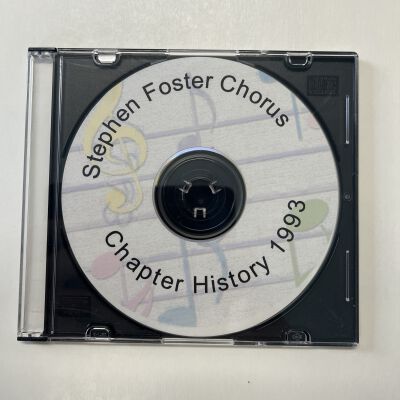 Stephen Foster Chorus
Chapter History 1993